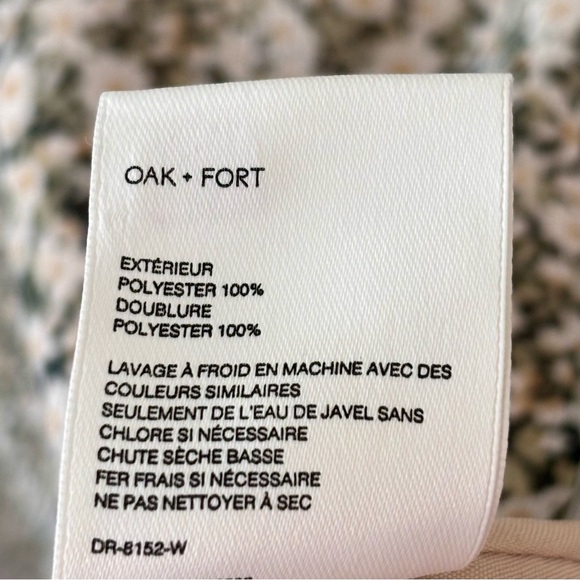 OAK + FORT
EXTÉRIEUR
POLYESTER 100%
DOUBLURE
POLYESTER 100%
LAVAGE À FROID EN MACHINE AVEC DES
COULEURS SIMILAIRES
SEULEMENT DE L'EAU DE JAVEL SANS
CHLORE SI NÉCESSAIRE
CHUTE SÈCHE BASSE
FER FRAIS SI NÉCESSAIRE
NE PAS NETTOYER À SEC
DR-8152-W